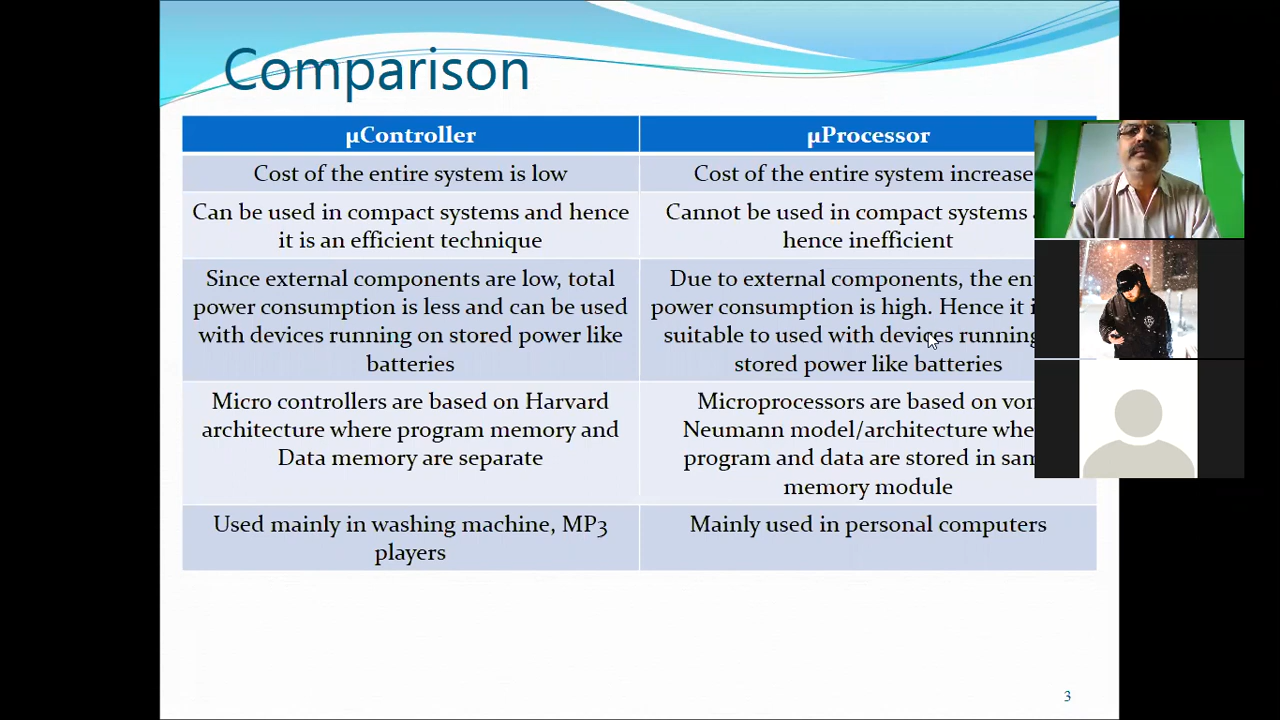 Comparison
µController
µProcessor
Cost of the entire system is low
Cost of the entire system increase
Can be used in compact systems and hence
it is an efficient technique
Cannot be used in compact systems
hence inefficient
Since external components are low, total
power consumption is less and can be used
with devices running on stored power like
batteries
Due to external components, the
power consumption is high. Hence it
suitable to used with devices running
stored power like batteries
Micro controllers are based on Harvard
architecture where program memory and
Data memory are separate
Microprocessors are based on
Neumann model/architecture
program and data are stored in
memory module
Used mainly in washing machine, MP3
players
Mainly used in personal computers
3